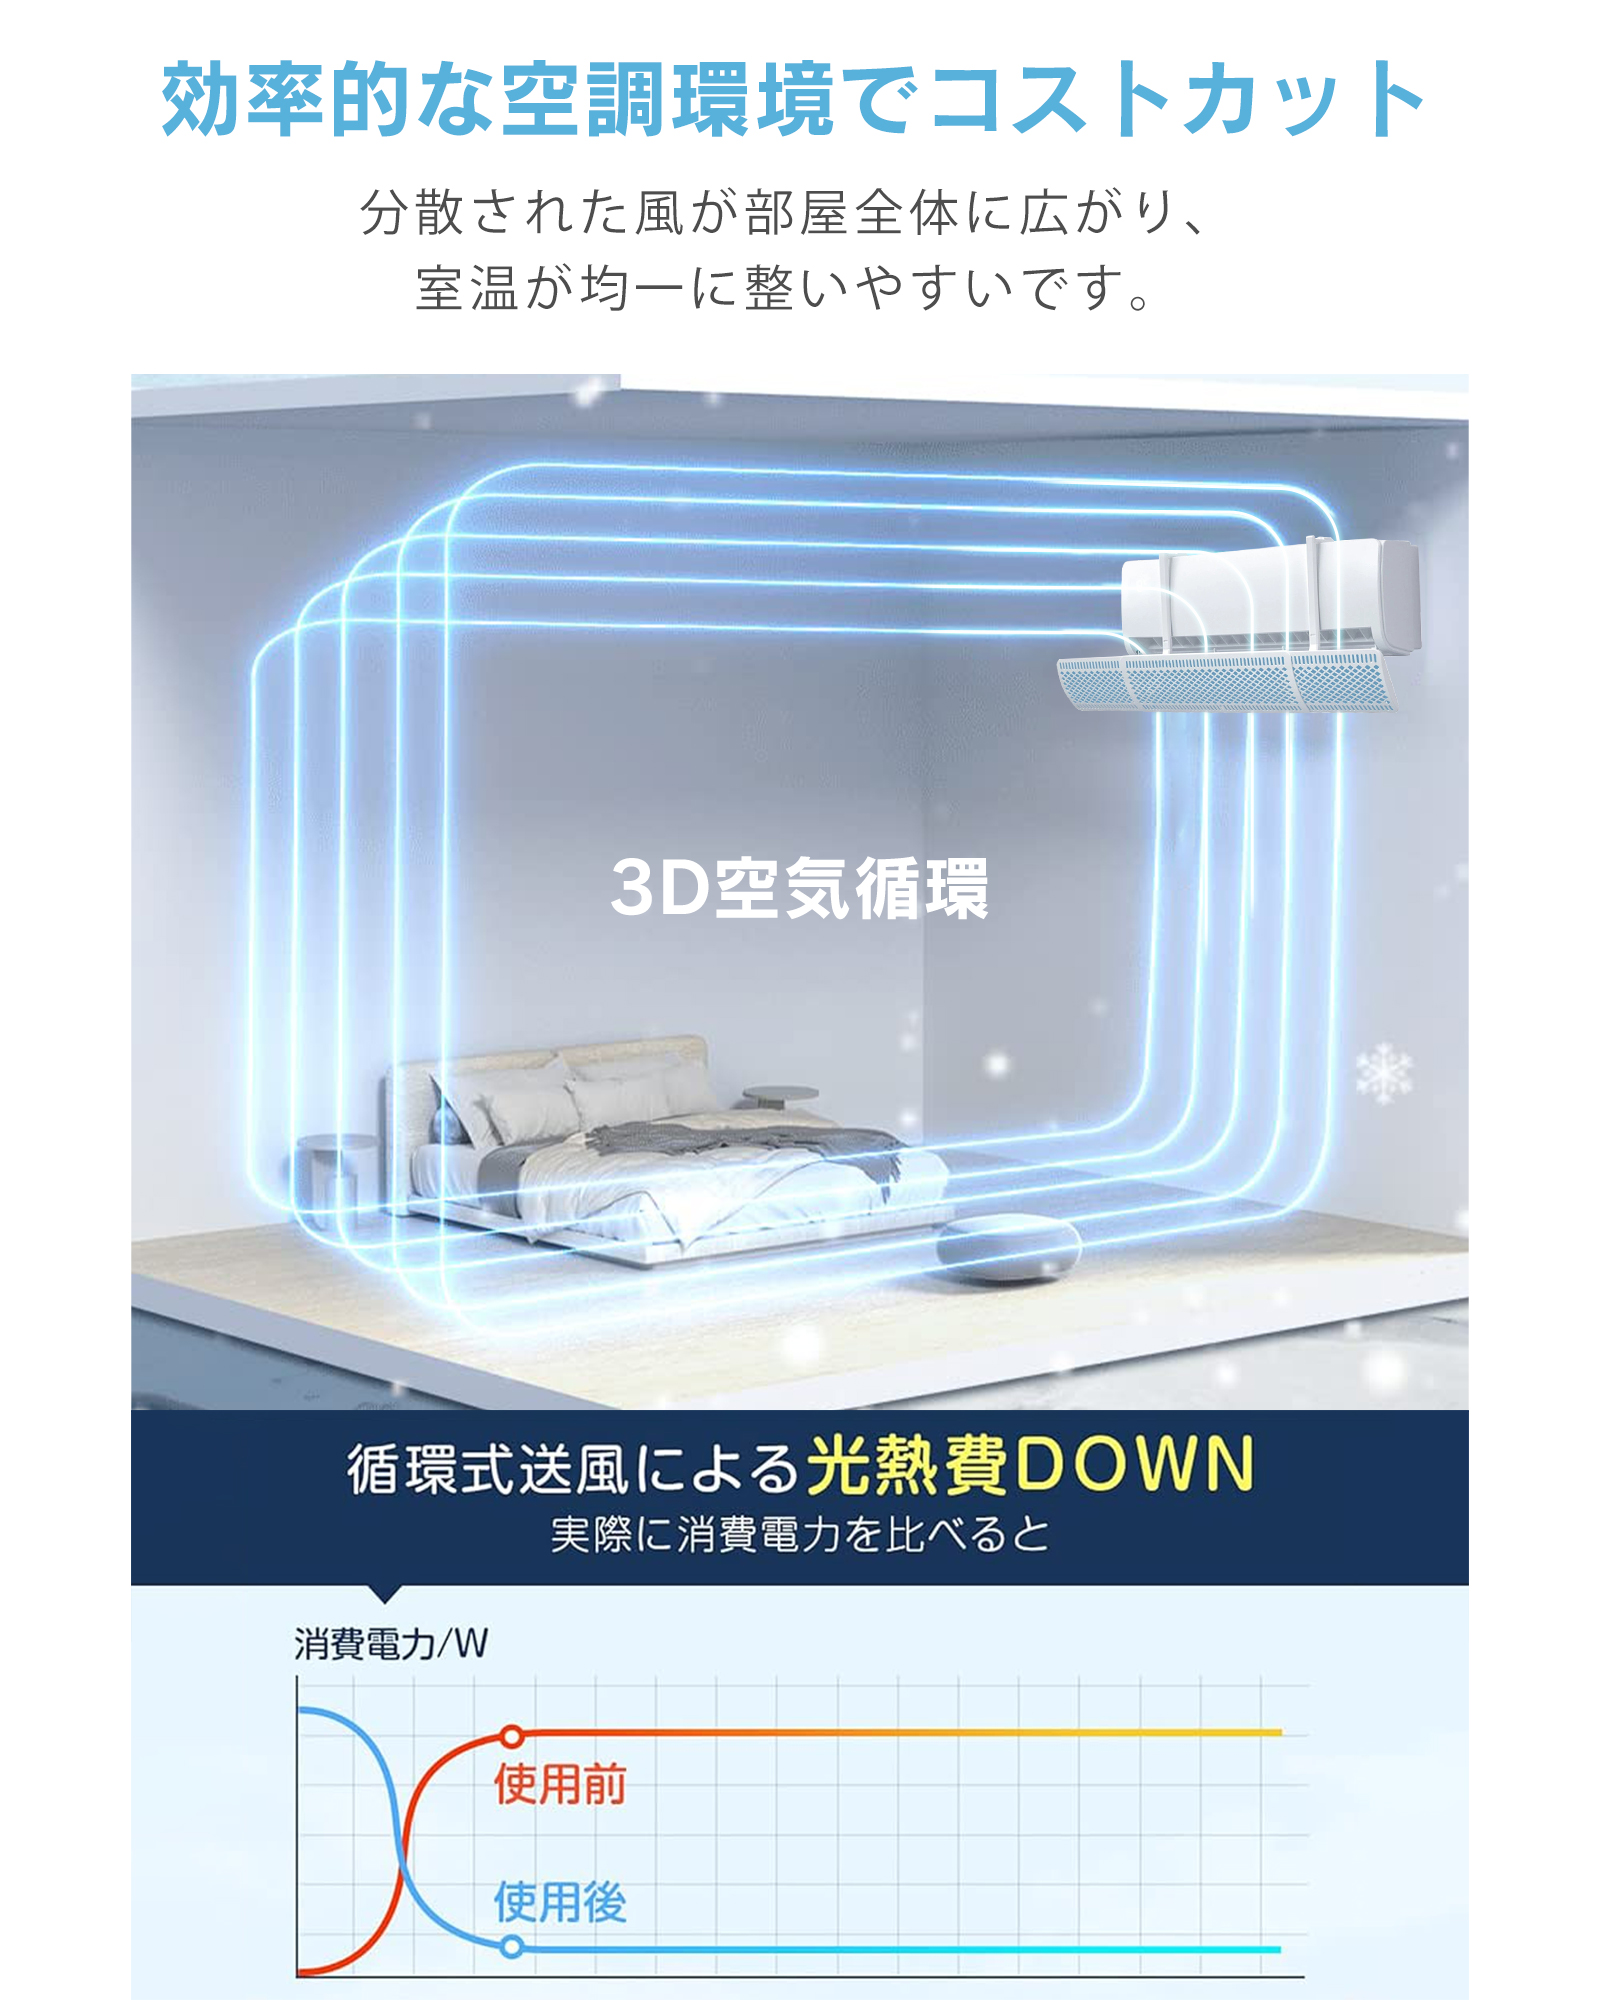 効率的な空調環境でコストカット
分散された風が部屋全体に広がり、
室温が均一に整いやすいです。
3D空気循環
循環式送風による光熱費DOWN
実際に消費電力を比べると
消費電力/W
使用前
使用後